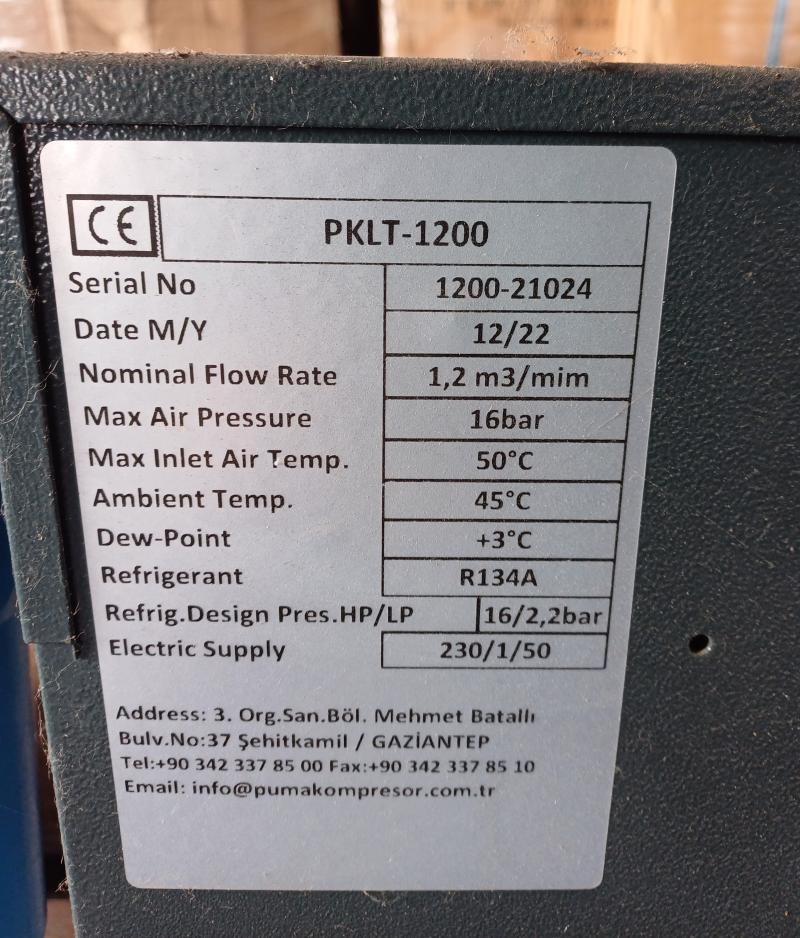 CE PKLT-1200
Serial No 1200-21024
Date M/Y 12/22
Nominal Flow Rate 1,2 m3/mim
Max Air Pressure 16bar
Max Inlet Air Temp. 50°C
Ambient Temp. 45°C
Dew-Point +3°C
Refrigerant R134A
Refrig.Design Pres.HP/LP 16/2,2bar
Electric Supply 230/1/50
Address: 3. Org.San.Böl. Mehmet Batallı
Bulv.No:37 Şehitkamil / GAZİANTEP
Tel:+90 342 337 85 00 Fax:+90 342 337 85 10
Email: info@pumakompresor.com.tr